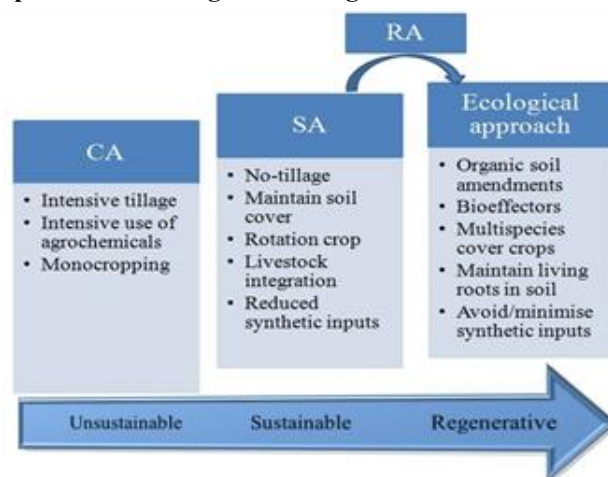 RA
CA
• Intensive tillage
• Intensive use of
agrochemicals
• Monocropping
SA
• No-tillage
• Maintain soil
cover
• Rotation crop
• Livestock
integration
• Reduced
synthetic inputs
Ecological
approach
• Organic soil
amendments
• Bioeffectors
• Multispecies
cover crops
• Maintain living
roots in soil
• Avoid/minimise
synthetic inputs
Unsustainable
Sustainable
Regenerative